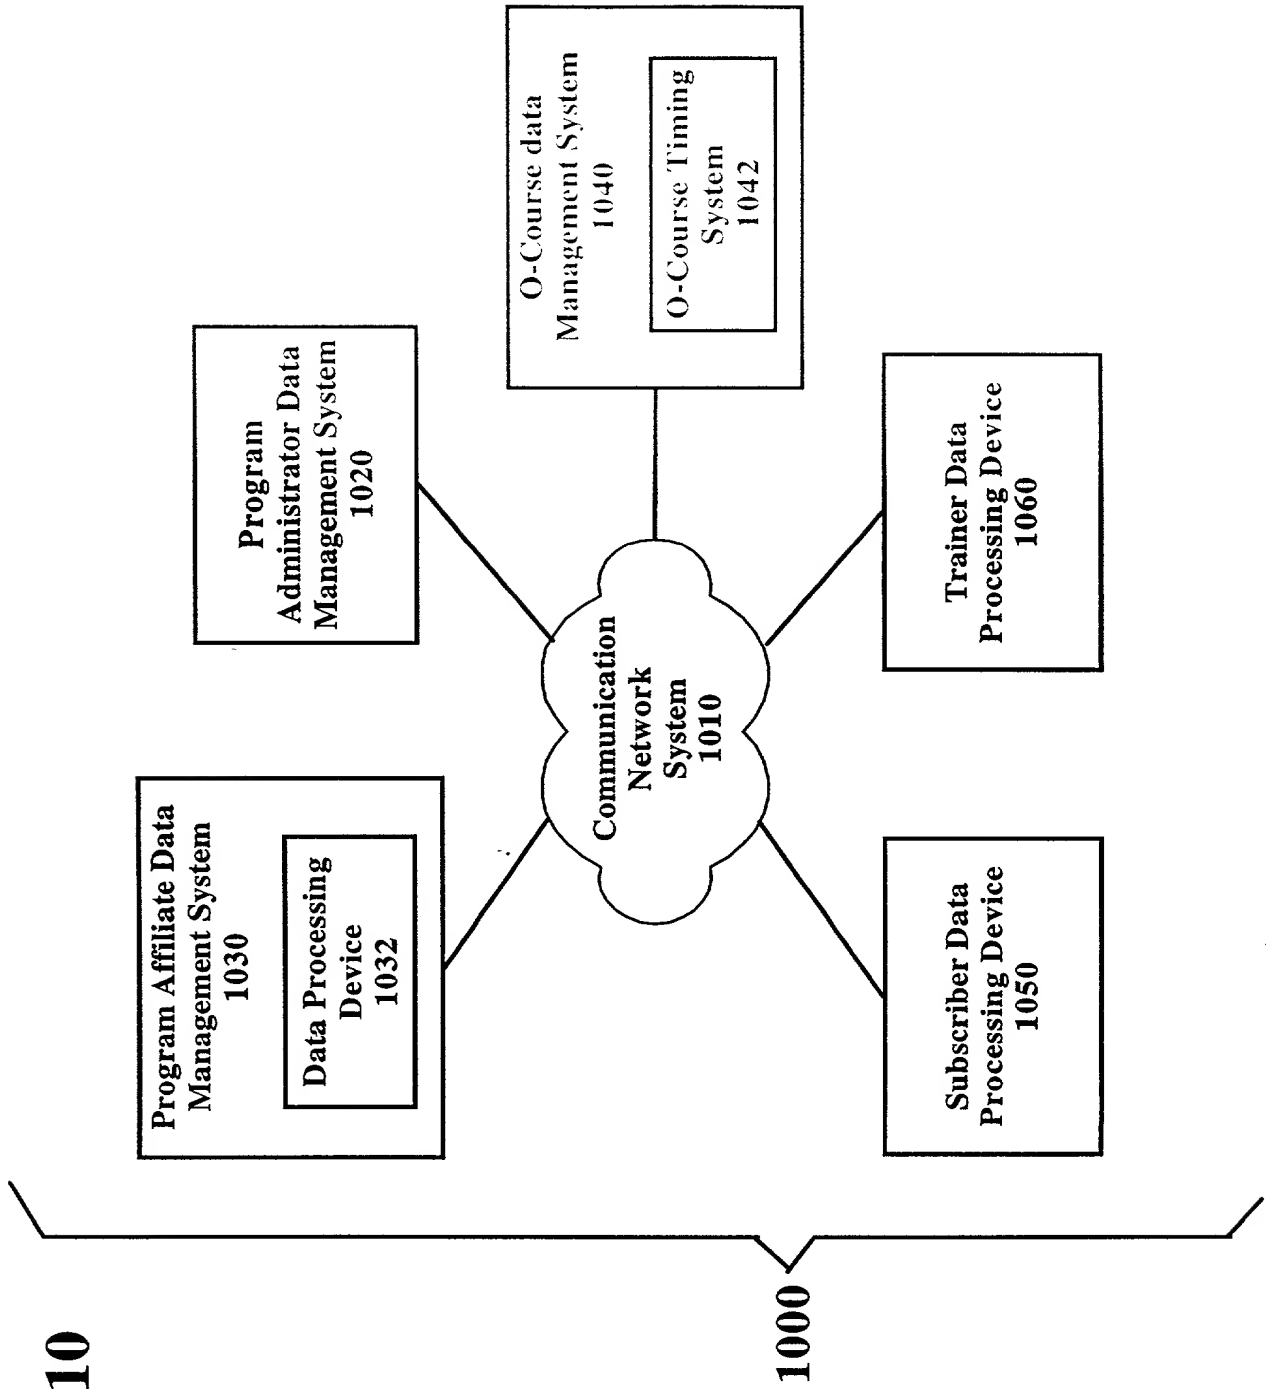 10
1000
Program Affiliate Data
Management System
1030
Data Processing
Device
1032
Program
Administrator Data
Management System
1020
O-Course data
Management System
1040
O-Course Timing
System
1042
Communication
Network
System
1010
Subscriber Data
Processing Device
1050
Trainer Data
Processing Device
1060